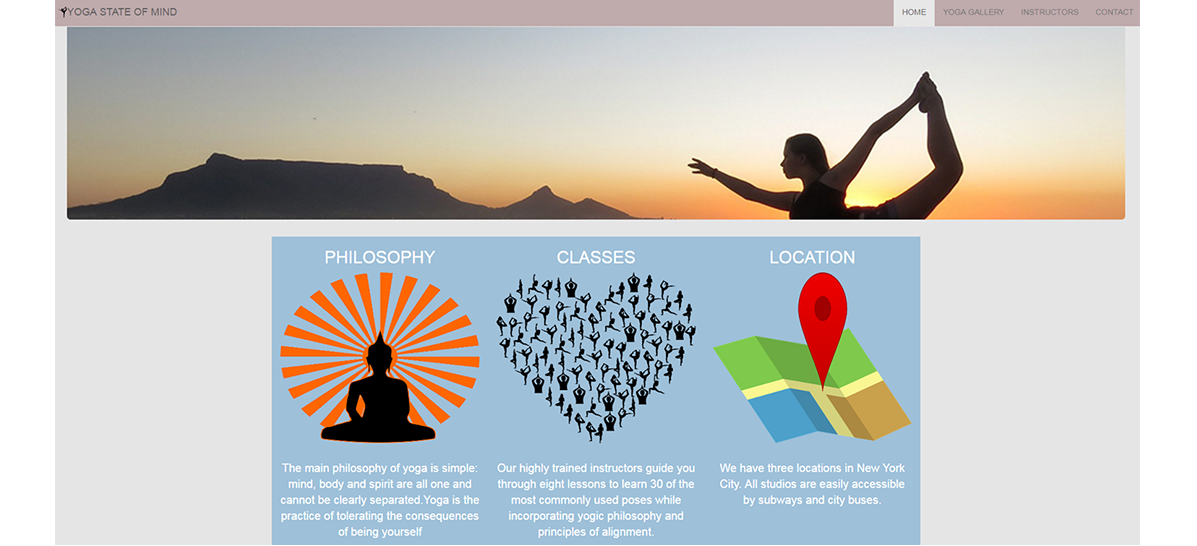 YOGA STATE OF MIND
HOME YOGA GALLERY INSTRUCTORS CONTACT
PHILOSOPHY
The main philosophy of yoga is simple:
mind, body and spirit are all one and
cannot be clearly separated.Yoga is the
practice of tolerating the consequences
of being yourself
CLASSES
Our highly trained instructors guide you
through eight lessons to learn 30 of the
most commonly used poses while
incorporating yogic philosophy and
principles of alignment.
LOCATION
We have three locations in New York
City. All studios are easily accessible
by subways and city buses.